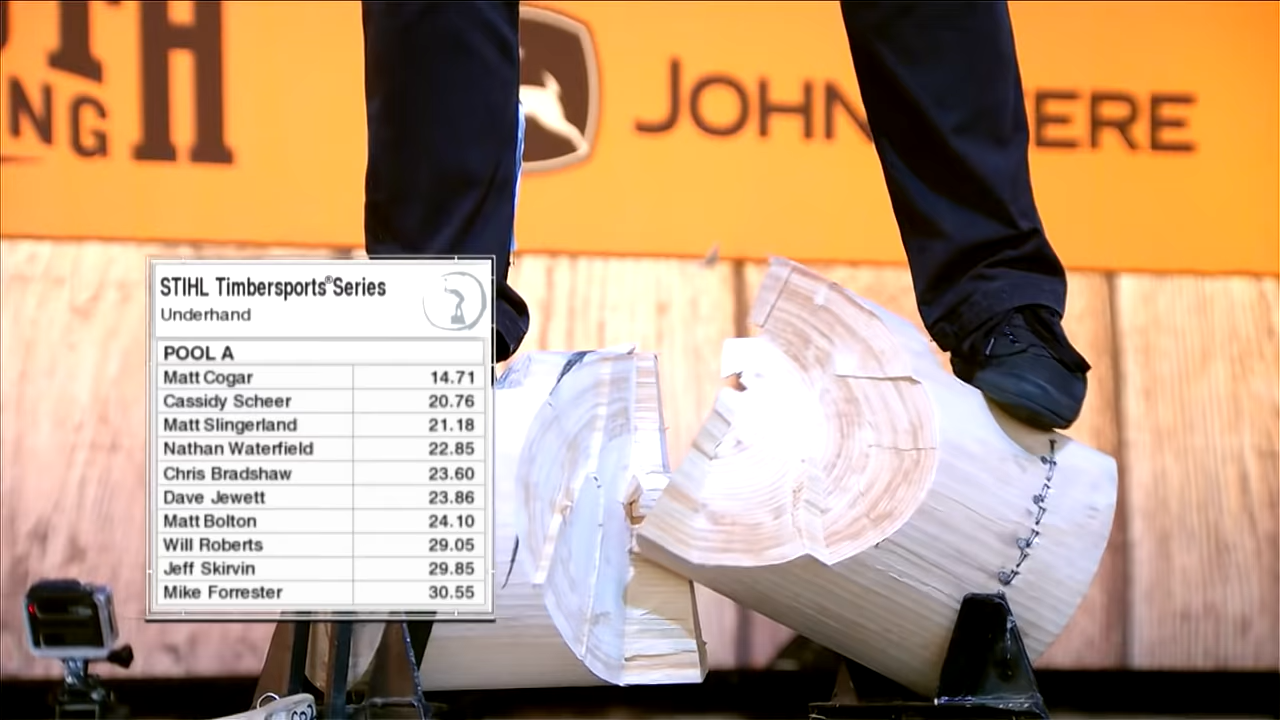 TH
NG
JOHN
ERE
STIHL Timbersports®Series
Underhand
POOL A
Matt Cogar 14.71
Cassidy Scheer 20.76
Matt Slingerland 21.18
Nathan Waterfield 22.85
Chris Bradshaw 23.60
Dave Jewett 23.86
Matt Bolton 24.10
Will Roberts 29.05
Jeff Skirvin 29.85
Mike Forrester 30.55